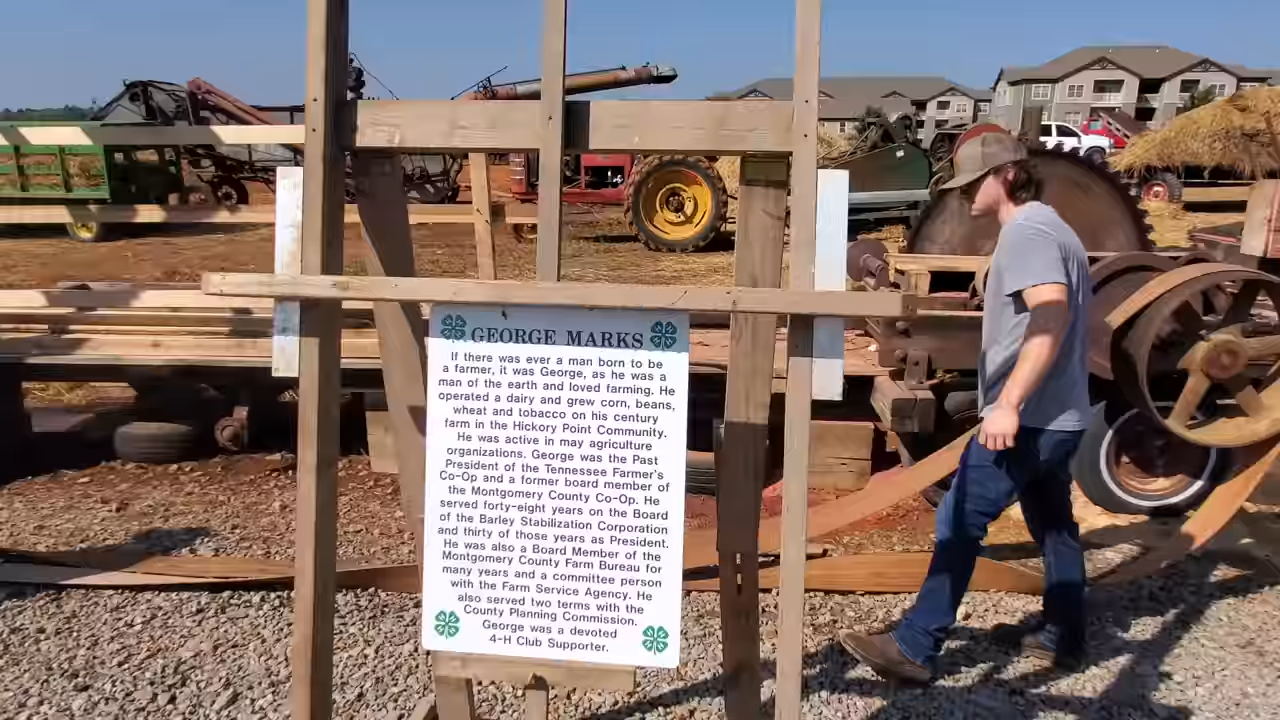 GEORGE MARKS
If there was ever a man born to be
a farmer, it was George, as he was a
man of the earth and loved farming. He
operated a dairy and grew corn, beans,
wheat and tobacco on his century
farm in the Hickory Point Community.
He was active in may agriculture
organizations. George was the Past
President of the Tennessee Farmer's
Co-Op and a former board member of
the Montgomery County Co-Op. He
served forty-eight years on the Board
of the Barley Stabilization Corporation
and thirty of those years as President.
He was also a Board Member of the
Montgomery County Farm Bureau for
many years and a committee person
with the Farm Service Agency. He
also served two terms with the
County Planning Commission.
George was a devoted
4-H Club Supporter.